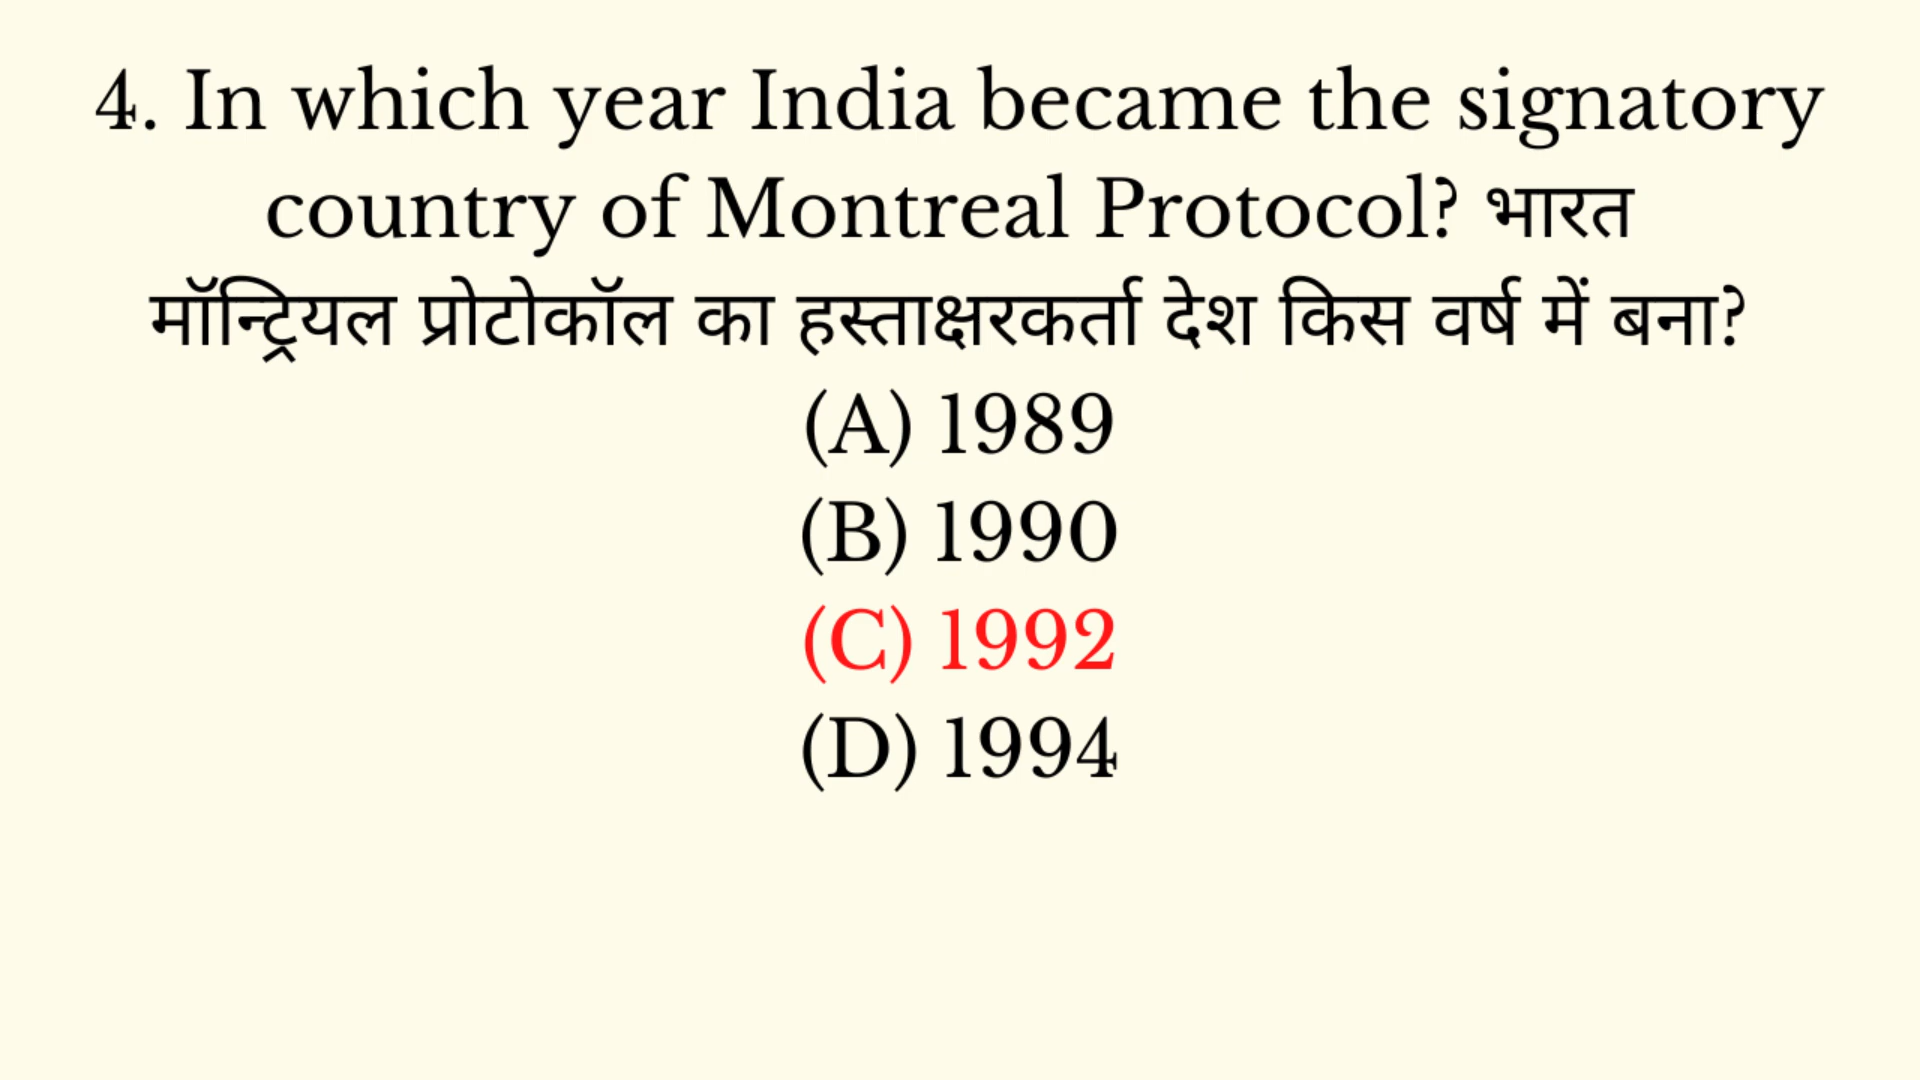 4. In which year India became the signatory
country of Montreal Protocol? भारत
मॉन्ट्रियल प्रोटोकॉल का हस्ताक्षरकर्ता देश किस वर्ष में बना?
(A) 1989
(B) 1990
(C) 1992
(D) 1994